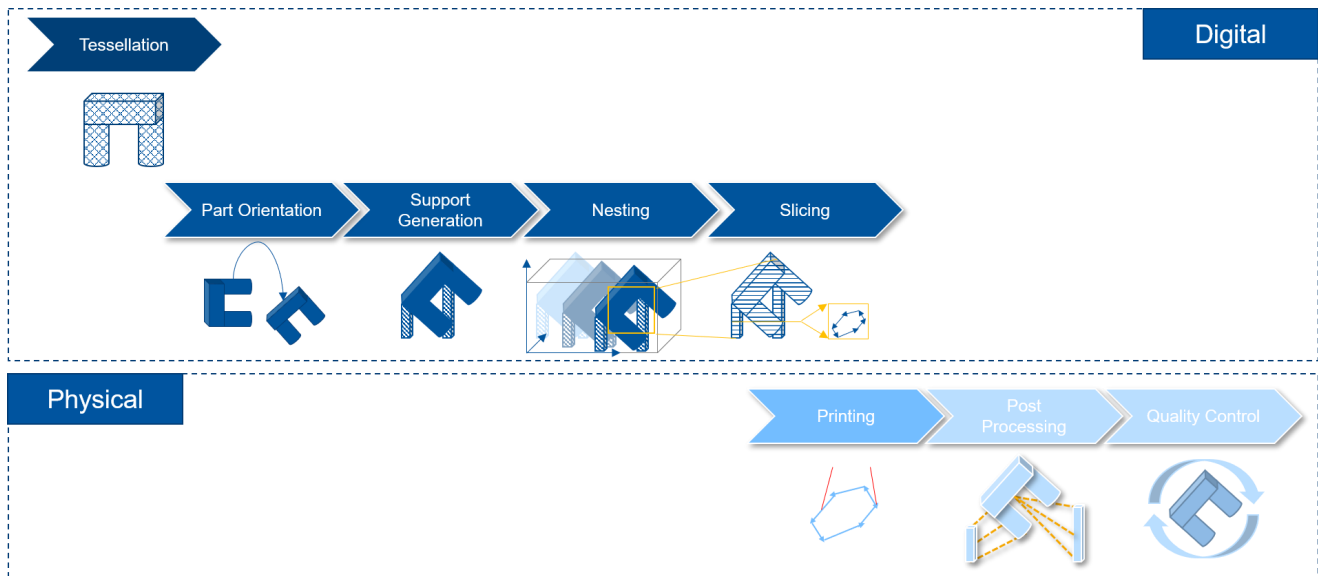 Tessellation
Digital
Part Orientation
Support
Generation
Nesting
Slicing
Physical
Printing
Post
Processing
Quality Control